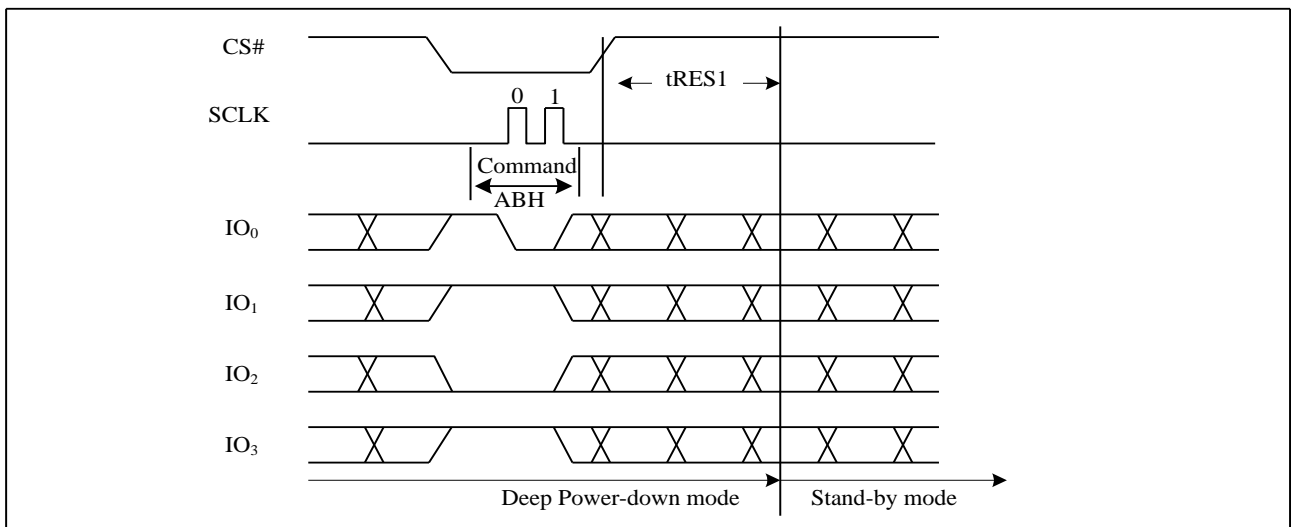 CS#
tRES1
0 1
SCLK
Command
ABH
IO0
IO1
IO2
IO3
Deep Power-down mode Stand-by mode